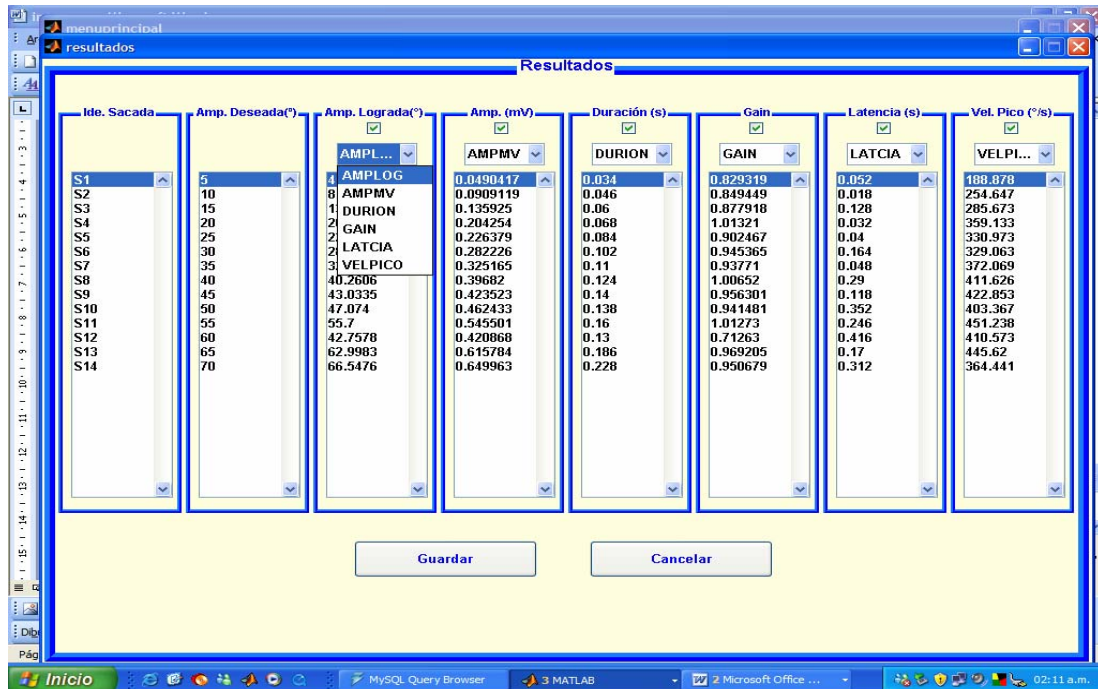 menuprincipal
resultados
Resultados
Ide. Sacada
Amp. Deseada(º)
Amp. Lograda(°)
Amp. (mV)
Duración (s)
Gain
Latencia (s)
Vel. Pico (°/s)
AMPL... AMPMV DURION GAIN LATCIA VELPI...
AMPLOG
AMPMV
DURION
GAIN
LATCIA
VELPICO
S1 5 4 0.0490417 0.034 0.829319 0.052 188.878
S2 10 8 0.0909119 0.046 0.849449 0.018 254.647
S3 15 0.135925 0.06 0.877918 0.128 285.673
S4 20 0.204254 0.068 1.01321 0.032 359.133
S5 25 0.226379 0.084 0.902467 0.04 330.973
S6 30 0.282226 0.102 0.945365 0.164 329.063
S7 35 0.325165 0.11 0.93771 0.048 372.069
S8 40 40.2606 0.39682 0.124 1.00652 0.29 411.626
S9 45 43.0335 0.423523 0.14 0.956301 0.118 422.853
S10 50 47.074 0.462433 0.138 0.941481 0.352 403.367
S11 55 55.7 0.545501 0.16 1.01273 0.246 451.238
S12 60 42.7578 0.420868 0.13 0.71263 0.416 410.573
S13 65 62.9983 0.615784 0.186 0.969205 0.17 445.62
S14 70 66.5476 0.649963 0.228 0.950679 0.312 364.441
Guardar
Cancelar
Pág
Inicio
MySQL Query Browser
3 MATLAB
2 Microsoft Office ...
02:11 a.m.